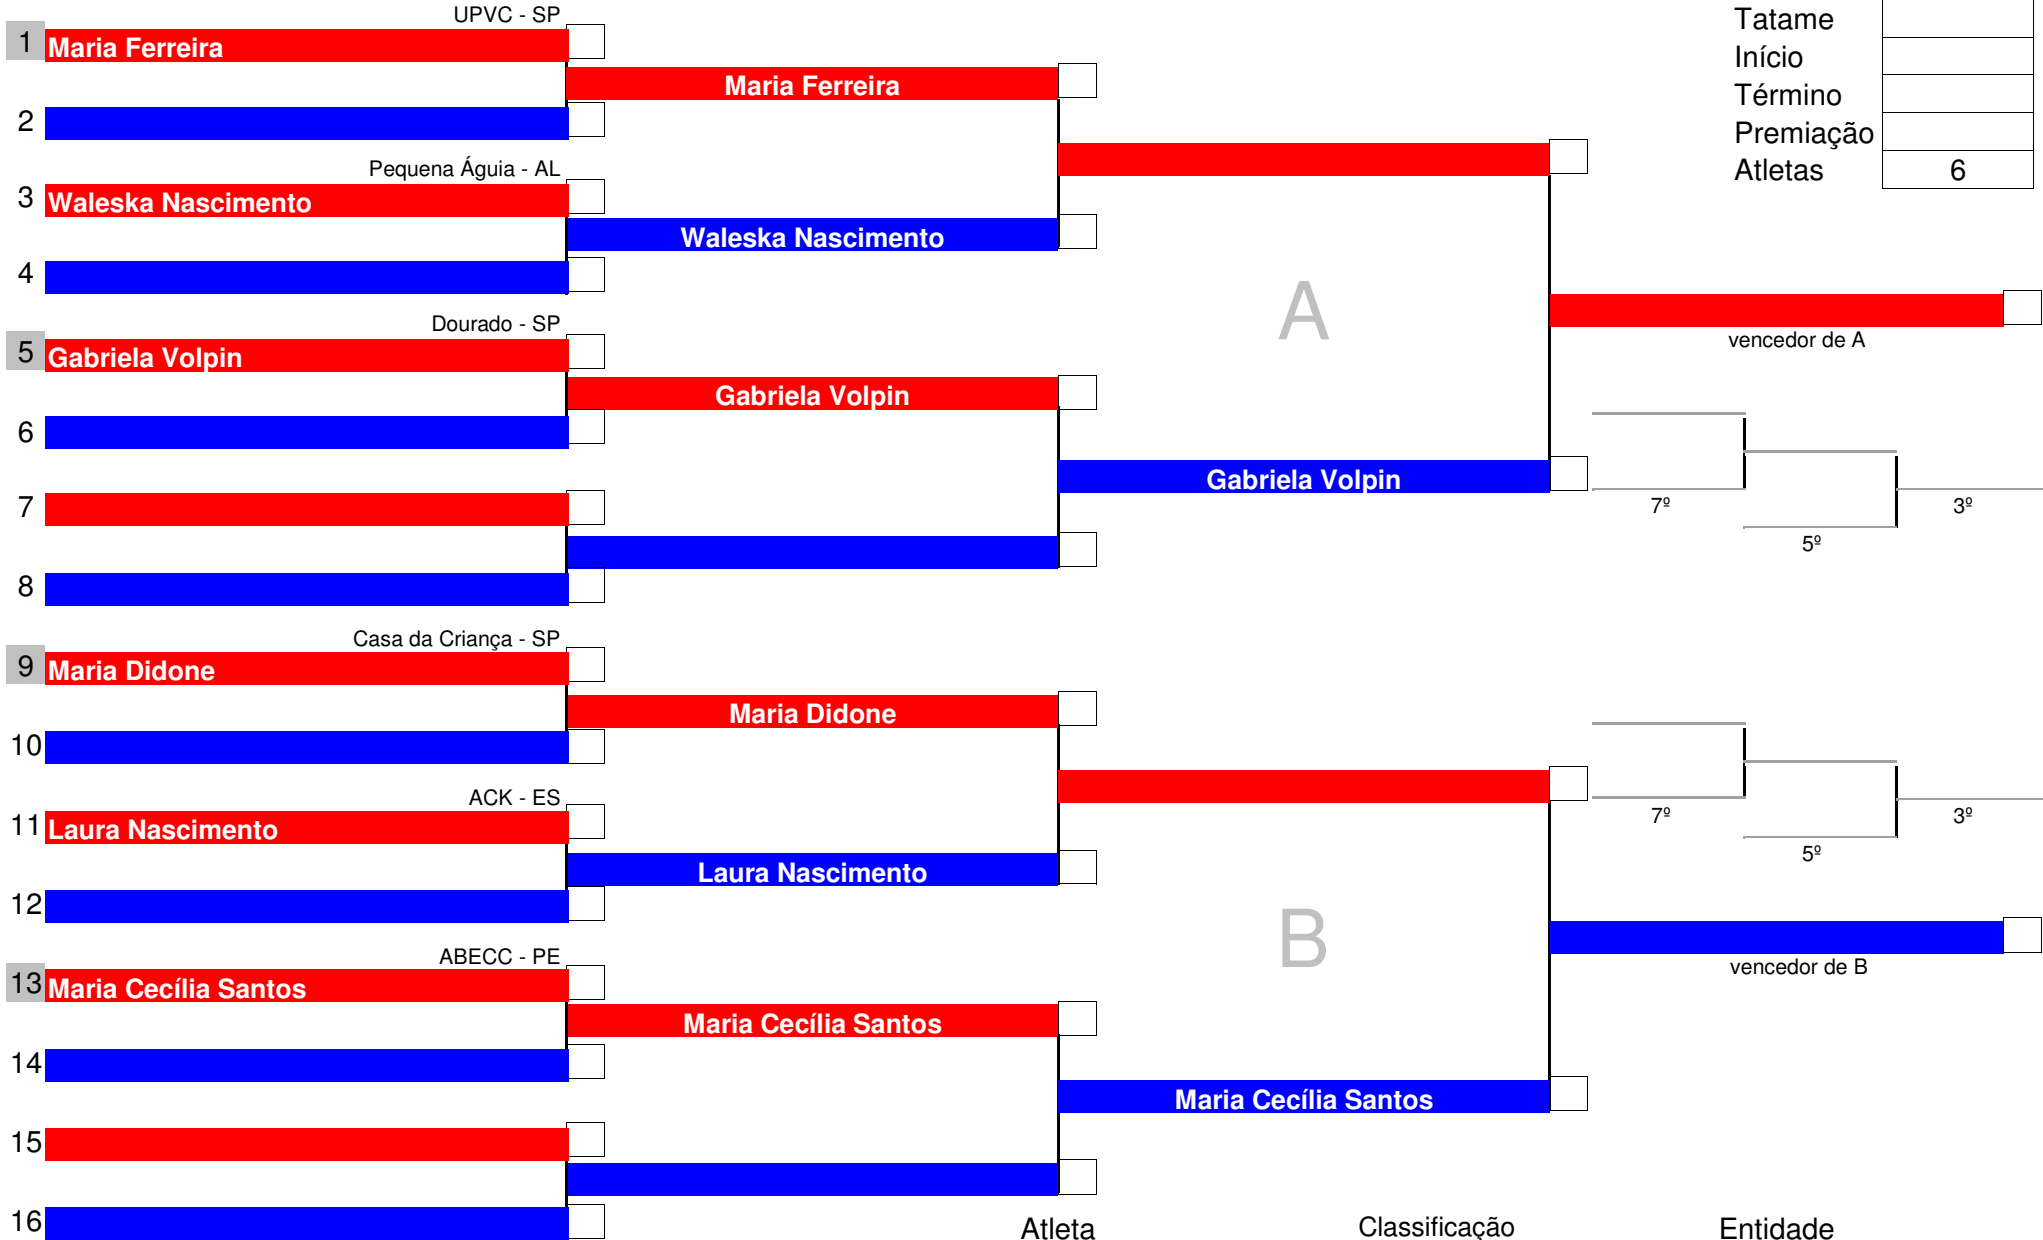 UPVC - SP
1 Maria Ferreira
Maria Ferreira
2
Pequena Águia - AL
3 Waleska Nascimento
Waleska Nascimento
4
Dourado - SP
5 Gabriela Volpin
Gabriela Volpin
6
Gabriela Volpin
7
8
A
Casa da Criança - SP
9 Maria Didone
Maria Didone
10
ACK - ES
11 Laura Nascimento
Laura Nascimento
12
ABECC - PE
13 Maria Cecília Santos
Maria Cecília Santos
14
Maria Cecília Santos
15
16
B
Tatame
Início
Término
Premiação
Atletas 6
vencedor de A
7º
5º
3º
7º
5º
3º
vencedor de B
Atleta Classificação Entidade